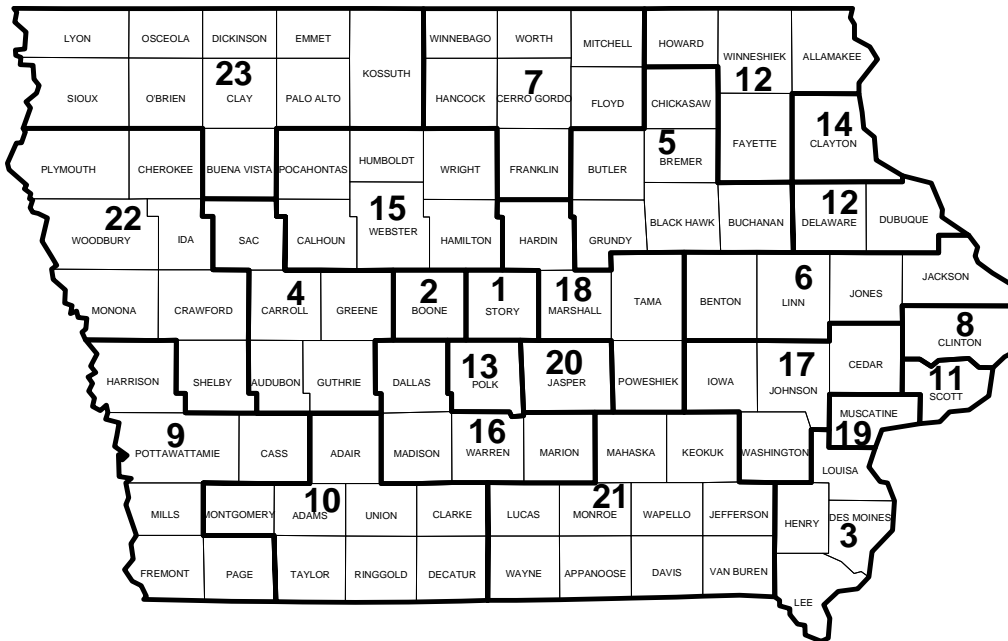 LYON OSCEOLA DICKINSON EMMET WINNEBAGO WORTH MITCHELL HOWARD WINNESHIEK ALLAMAKEE
KOSSUTH
23 7 12
SIOUX O'BRIEN CLAY PALO ALTO HANCOCK CERRO GORDO FLOYD CHICKASAW
14
5 FAYETTE CLAYTON
PLYMOUTH CHEROKEE BUENA VISTA POCAHONTAS HUMBOLDT WRIGHT FRANKLIN BUTLER BREMER
22 15 12
WOODBURY IDA SAC CALHOUN WEBSTER HAMILTON HARDIN GRUNDY BLACK HAWK BUCHANAN DELAWARE DUBUQUE
4 2 1 18 6
MONONA CRAWFORD CARROLL GREENE BOONE STORY MARSHALL TAMA BENTON LINN JONES JACKSON
8
CLINTON
13 20 17
HARRISON SHELBY AUDUBON GUTHRIE DALLAS POLK JASPER POWESHIEK IOWA JOHNSON CEDAR
11
SCOTT
9 16 MUSCATINE
19
POTTAWATTAMIE CASS ADAIR MADISON WARREN MARION MAHASKA KEOKUK WASHINGTON
LOUISA
10 21
MILLS MONTGOMERY ADAMS UNION CLARKE LUCAS MONROE WAPELLO JEFFERSON HENRY DES MOINES
3
FREMONT PAGE TAYLOR RINGGOLD DECATUR WAYNE APPANOOSE DAVIS VAN BUREN
LEE